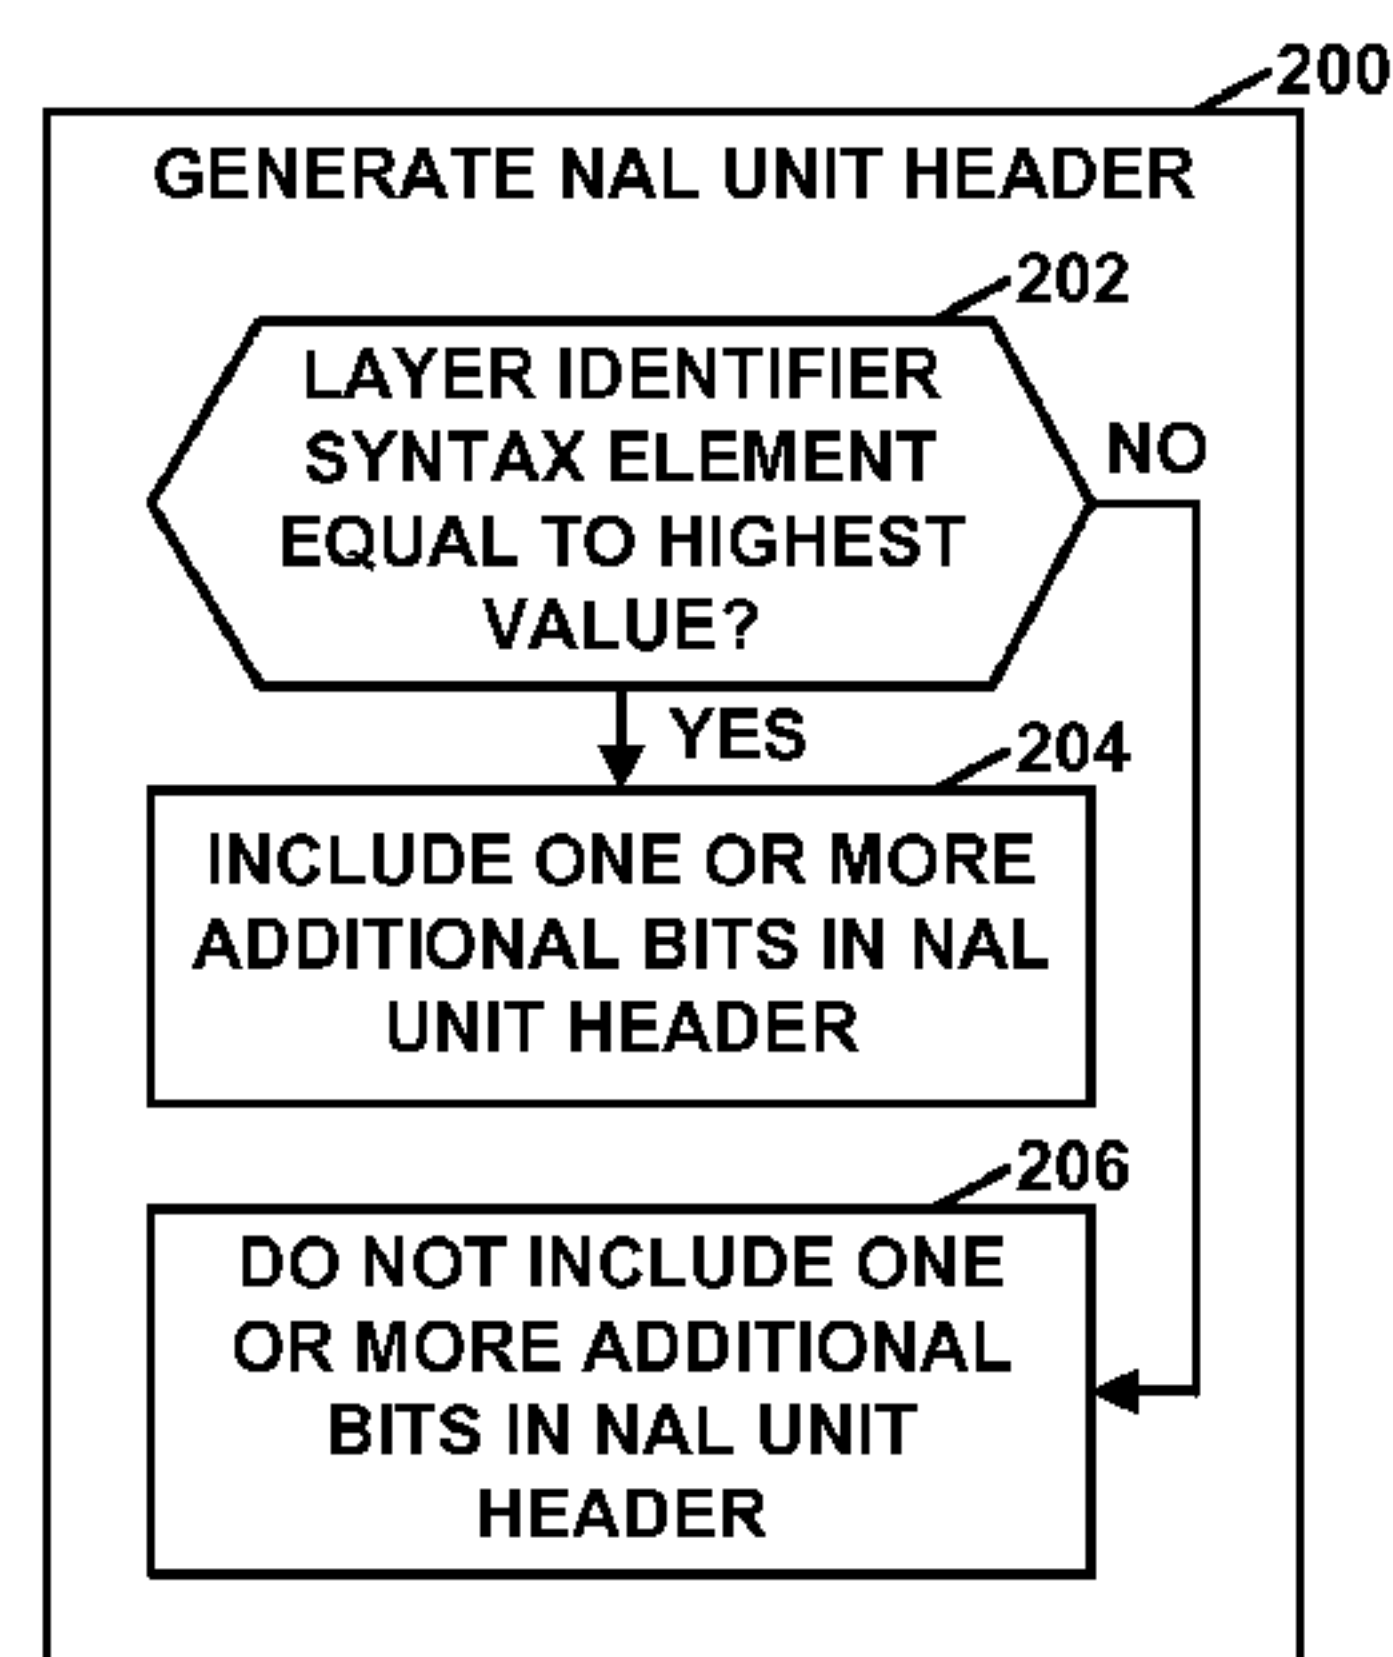 200
GENERATE NAL UNIT HEADER
202
LAYER IDENTIFIER
SYNTAX ELEMENT
EQUAL TO HIGHEST
VALUE?
NO
YES
204
INCLUDE ONE OR MORE
ADDITIONAL BITS IN NAL
UNIT HEADER
206
DO NOT INCLUDE ONE
OR MORE ADDITIONAL
BITS IN NAL UNIT
HEADER